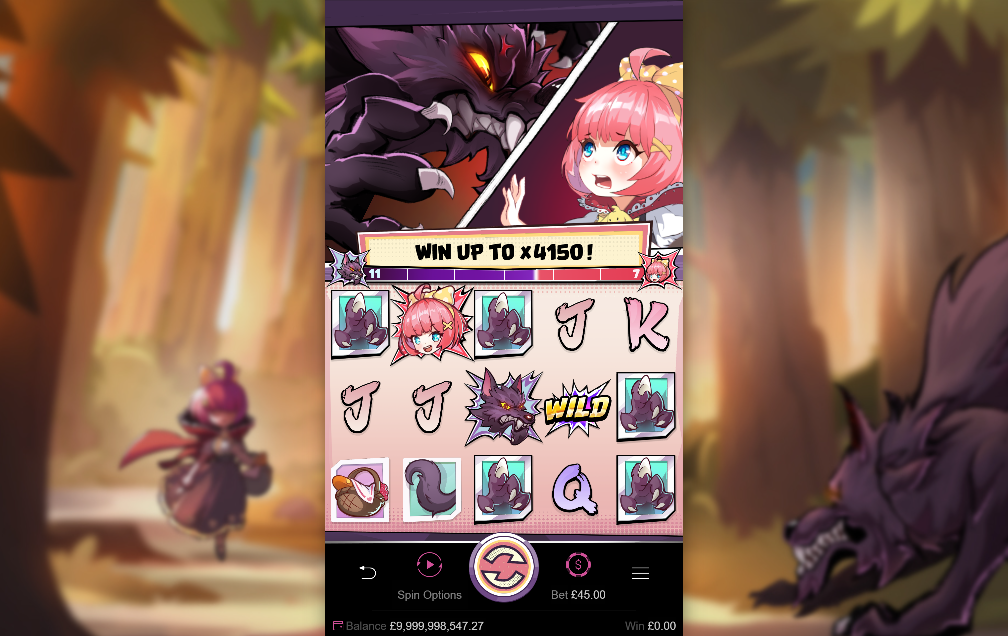 WIN UP TO x4150!
11
7
J
K
J
J
WILD
Q
Spin Options
Bet £45.00
Balance £9,999,998,547.27
Win £0.00